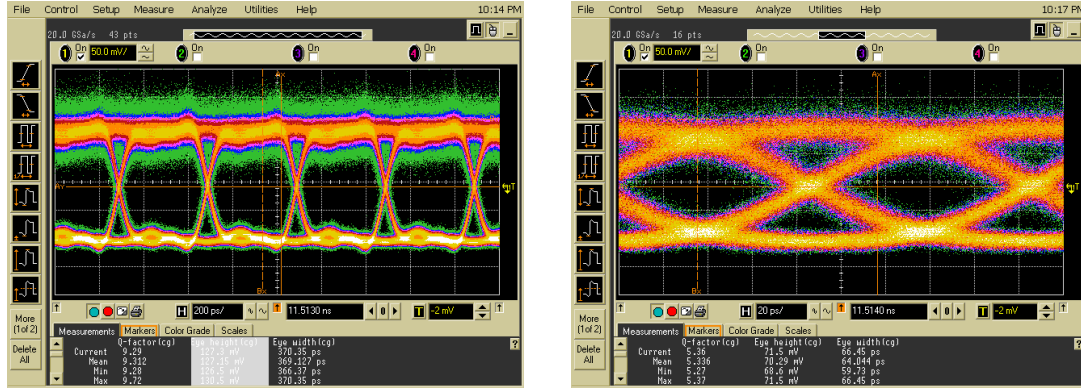 File Control Setup Measure Analyze Utilities Help 10:14 PM
20.0 GSa/s 43 pts
1 On 50.0 mV/ 2 On 3 On 4 On
Ax
Ay
Bx
H 200 ps/ 11.5130 ns 0 T -2 mV
More
(1of 2)
Delete
All
Measurements Markers Color Grade Scales
Q-factor(cg) Eye height(cg) Eye width(cg)
Current 9.29 127.3 mV 370.35 ps
Mean 9.312 127.15 mV 369.127 ps
Min 9.28 126.5 mV 366.37 ps
Max 9.72 130.5 mV 370.35 ps
File Control Setup Measure Analyze Utilities Help 10:17 PM
20.0 GSa/s 16 pts
1 On 50.0 mV/ 2 On 3 On 4 On
Ax
Bx
H 20 ps/ 11.5140 ns 0 T -2 mV
More
(1of 2)
Delete
All
Measurements Markers Color Grade Scales
Q-factor(cg) Eye height(cg) Eye width(cg)
Current 5.36 71.5 mV 66.45 ps
Mean 5.336 70.29 mV 64.044 ps
Min 5.27 68.6 mV 59.73 ps
Max 5.37 71.5 mV 66.45 ps